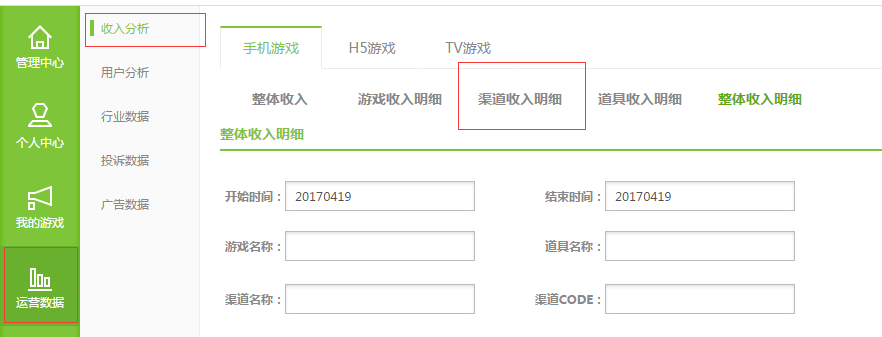 管理中心
个人中心
我的游戏
运营数据
收入分析
用户分析
行业数据
投诉数据
广告数据
手机游戏 H5游戏 TV游戏
整体收入 游戏收入明细 渠道收入明细 道具收入明细 整体收入明细
整体收入明细
开始时间： 20170419 结束时间： 20170419
游戏名称： 道具名称：
渠道名称： 渠道CODE：